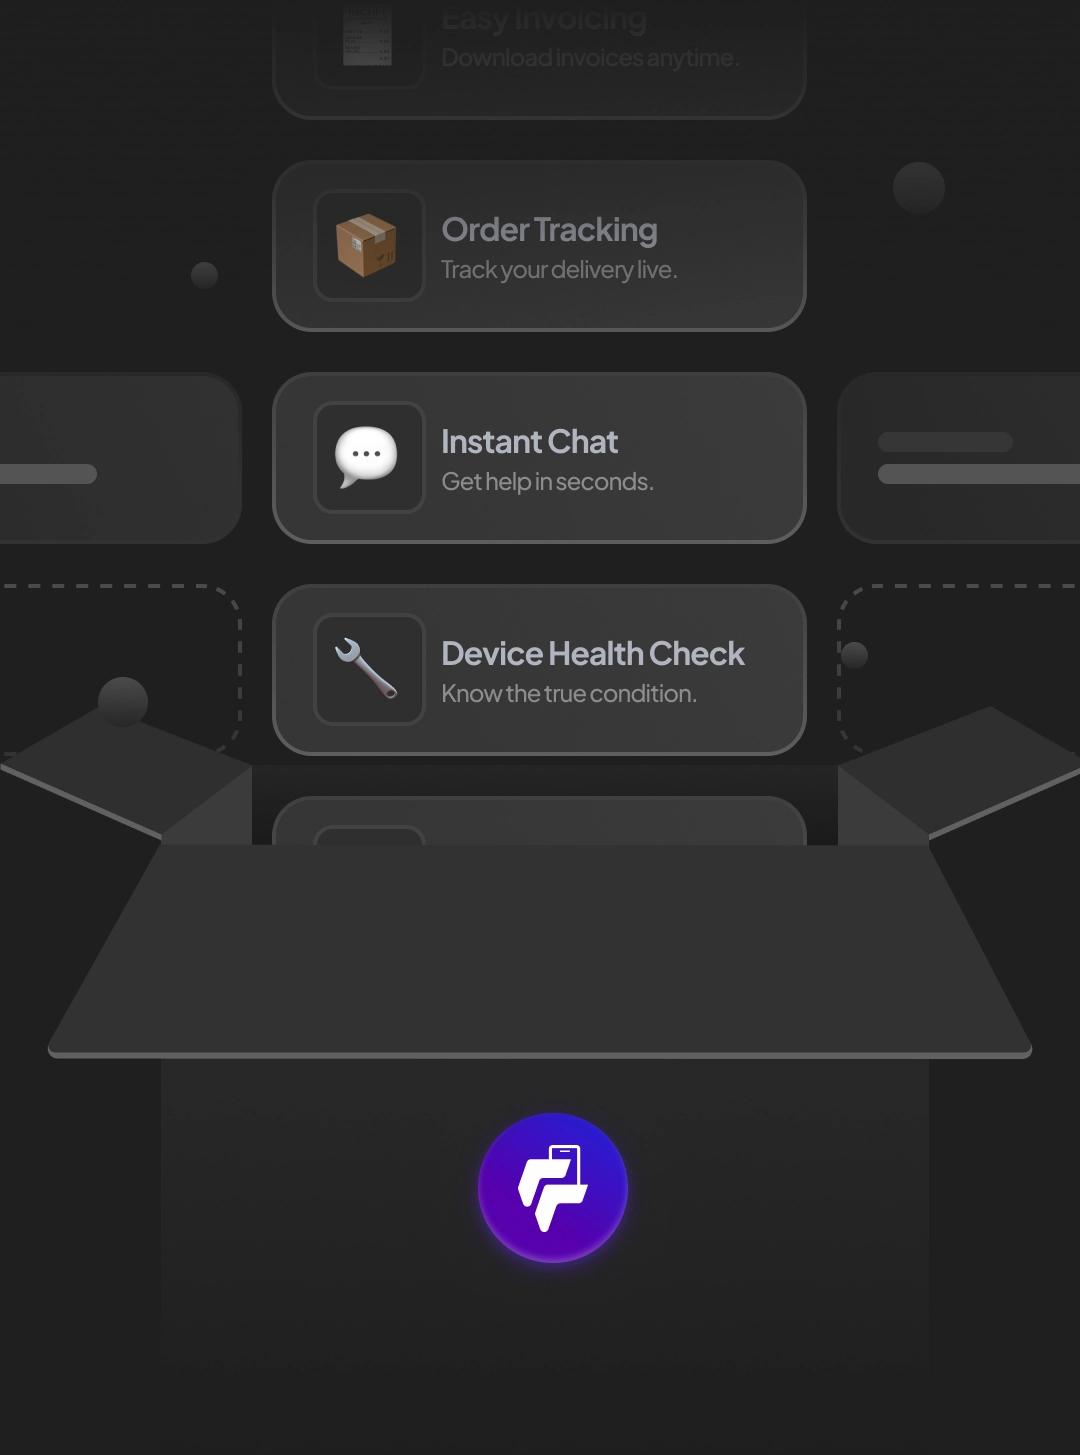 Easy Invoicing
Download invoices anytime.
Order Tracking
Track your delivery live.
Instant Chat
Get help in seconds.
Device Health Check
Know the true condition.